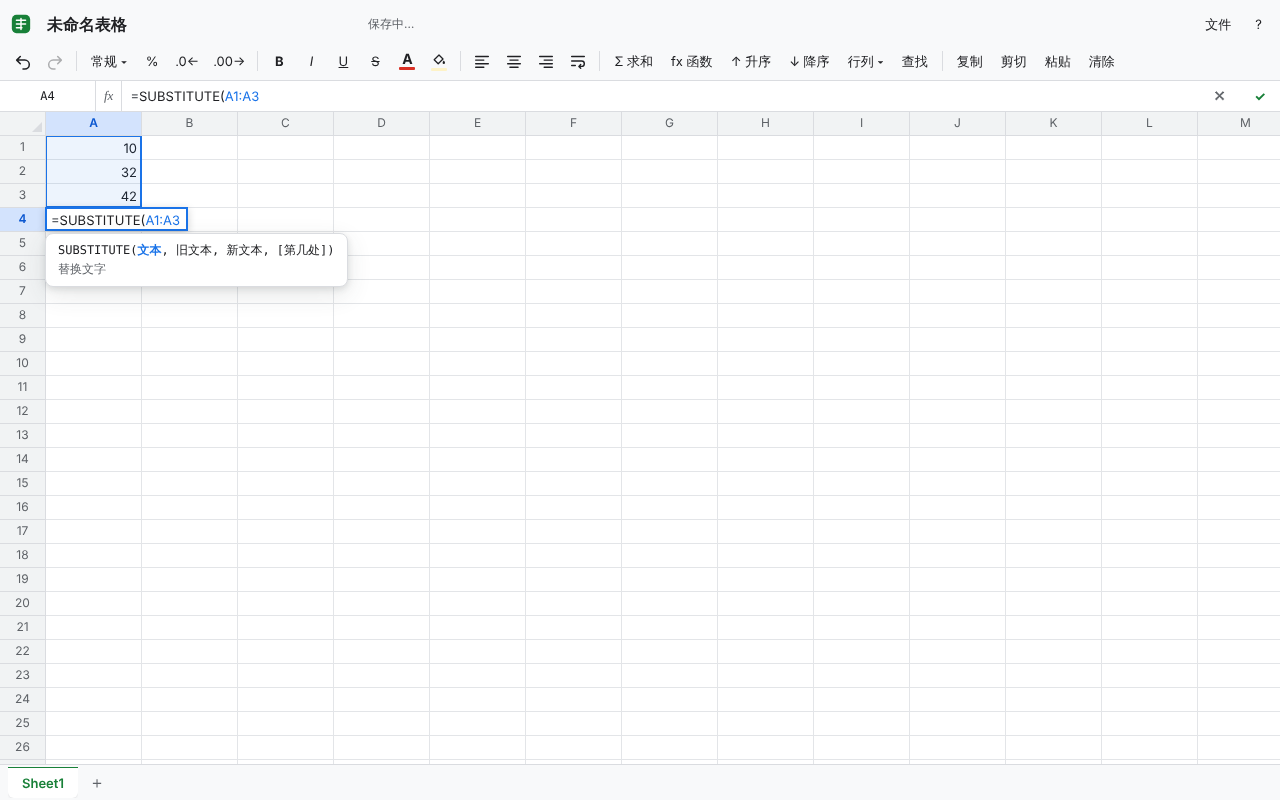 未命名表格 保存中... 文件 ?
常规 % .0← .00→ B I U S A Σ 求和 fx 函数 ↑ 升序 ↓ 降序 行列 查找 复制 剪切 粘贴 清除
A4 fx =SUBSTITUTE(A1:A3 ✕ ✓
A B C D E F G H I J K L M
1 10
2 32
3 42
4 =SUBSTITUTE(A1:A3
5 SUBSTITUTE(文本, 旧文本, 新文本, [第几处])
6 替换文字
7
8
9
10
11
12
13
14
15
16
17
18
19
20
21
22
23
24
25
26
Sheet1 +